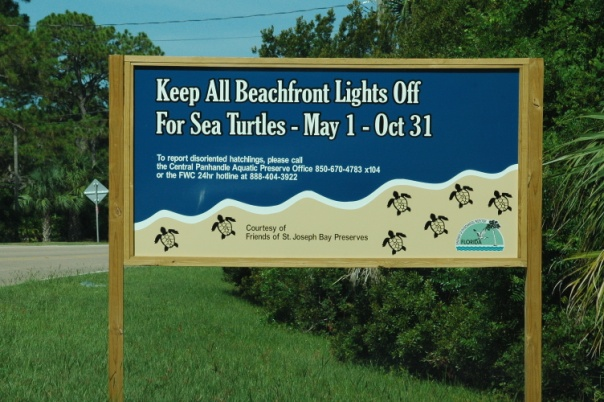 Keep All Beachfront Lights Off
For Sea Turtles - May 1 - Oct 31
To report disoriented hatchlings, please call
the Central Panhandle Aquatic Preserve Office 850-670-4783 x104
or the FWC 24hr hotline at 888-404-3922
Courtesy of
Friends of St. Joseph Bay Preserves
FLORIDA